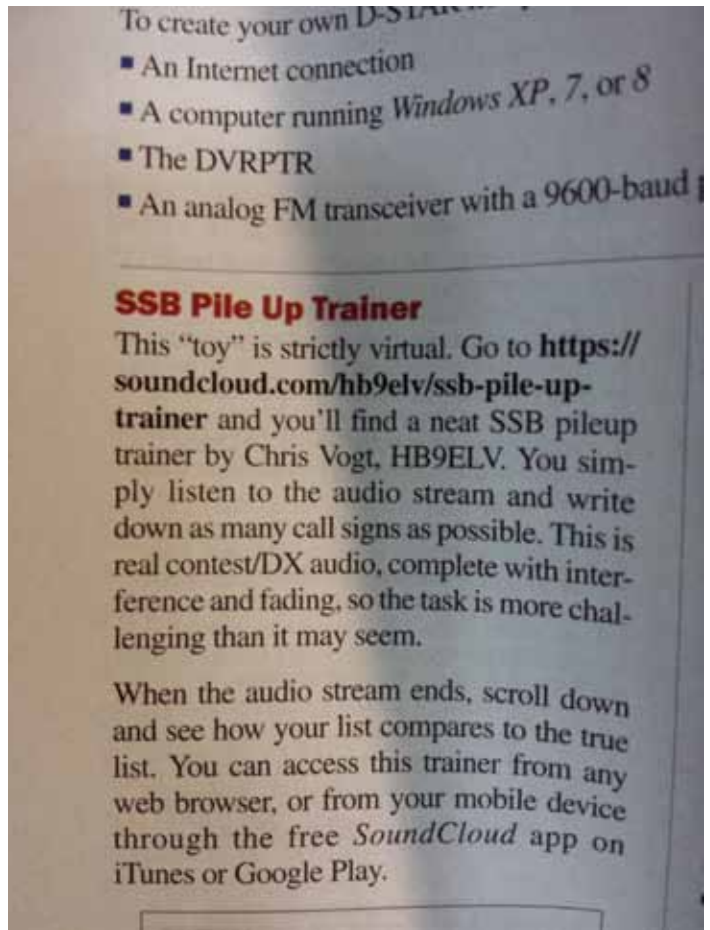 To create your own D-STAR
■ An Internet connection
■ A computer running Windows XP, 7, or 8
■ The DVRPTR
■ An analog FM transceiver with a 9600-baud
SSB Pile Up Trainer
This “toy” is strictly virtual. Go to https://
soundcloud.com/hb9elv/ssb-pile-up-
trainer and you’ll find a neat SSB pileup
trainer by Chris Vogt, HB9ELV. You sim-
ply listen to the audio stream and write
down as many call signs as possible. This is
real contest/DX audio, complete with inter-
ference and fading, so the task is more chal-
lenging than it may seem.
When the audio stream ends, scroll down
and see how your list compares to the true
list. You can access this trainer from any
web browser, or from your mobile device
through the free SoundCloud app on
iTunes or Google Play.